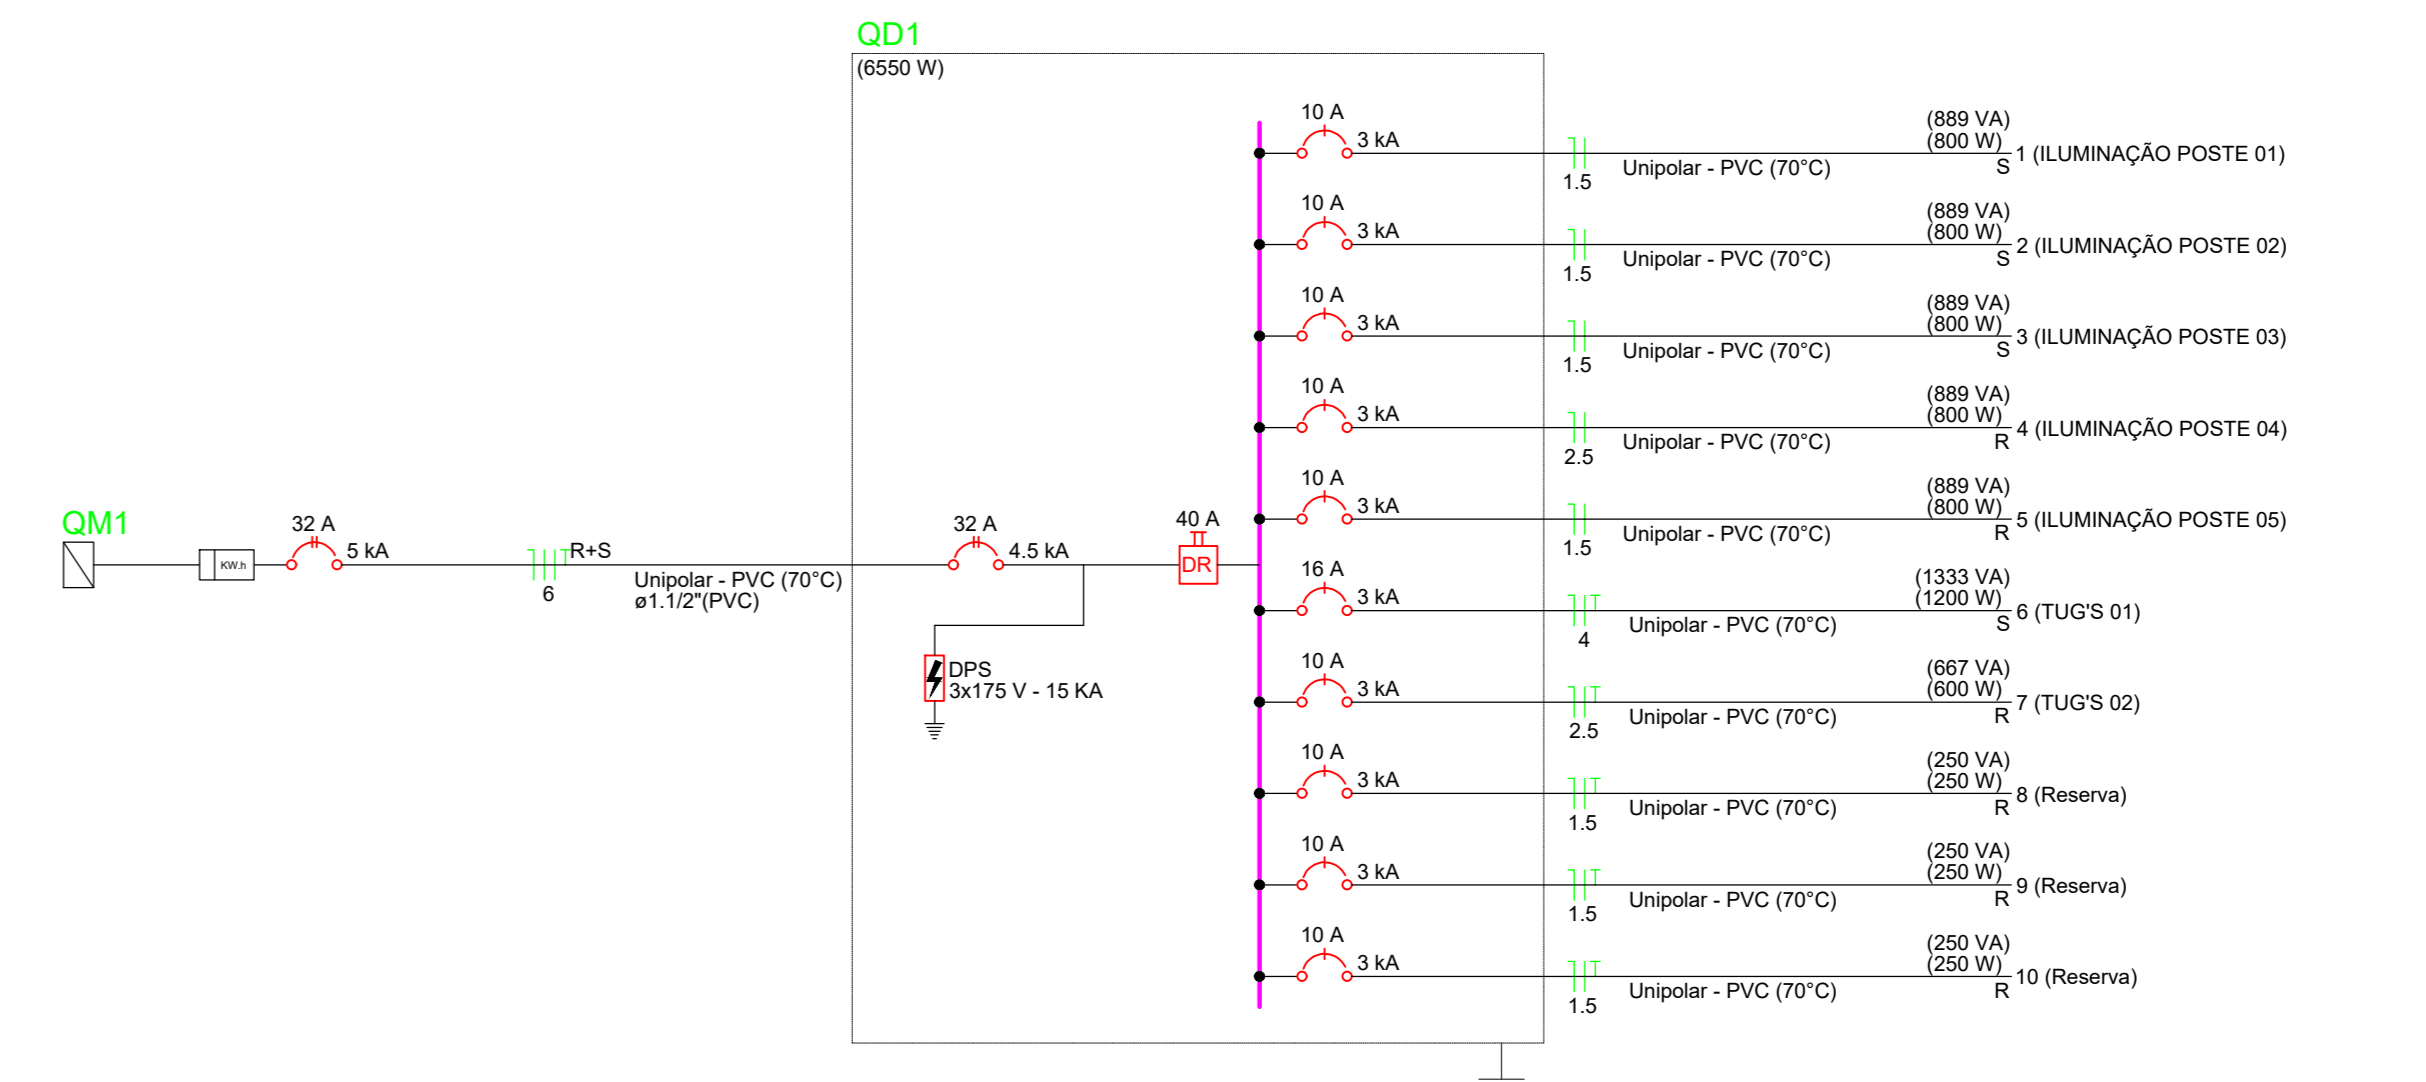 QD1
(6550 W)
QM1
KW.h
32 A
5 kA
R+S
6
Unipolar - PVC (70°C)
ø1.1/2"(PVC)
32 A
4.5 kA
DPS
3x175 V - 15 KA
40 A
DR
10 A
3 kA
1.5
Unipolar - PVC (70°C)
(889 VA)
(800 W)
S
1 (ILUMINAÇÃO POSTE 01)
10 A
3 kA
1.5
Unipolar - PVC (70°C)
(889 VA)
(800 W)
S
2 (ILUMINAÇÃO POSTE 02)
10 A
3 kA
1.5
Unipolar - PVC (70°C)
(889 VA)
(800 W)
S
3 (ILUMINAÇÃO POSTE 03)
10 A
3 kA
2.5
Unipolar - PVC (70°C)
(889 VA)
(800 W)
R
4 (ILUMINAÇÃO POSTE 04)
10 A
3 kA
1.5
Unipolar - PVC (70°C)
(889 VA)
(800 W)
R
5 (ILUMINAÇÃO POSTE 05)
16 A
3 kA
4
Unipolar - PVC (70°C)
(1333 VA)
(1200 W)
S
6 (TUG'S 01)
10 A
3 kA
2.5
Unipolar - PVC (70°C)
(667 VA)
(600 W)
R
7 (TUG'S 02)
10 A
3 kA
1.5
Unipolar - PVC (70°C)
(250 VA)
(250 W)
R
8 (Reserva)
10 A
3 kA
1.5
Unipolar - PVC (70°C)
(250 VA)
(250 W)
R
9 (Reserva)
10 A
3 kA
1.5
Unipolar - PVC (70°C)
(250 VA)
(250 W)
R
10 (Reserva)